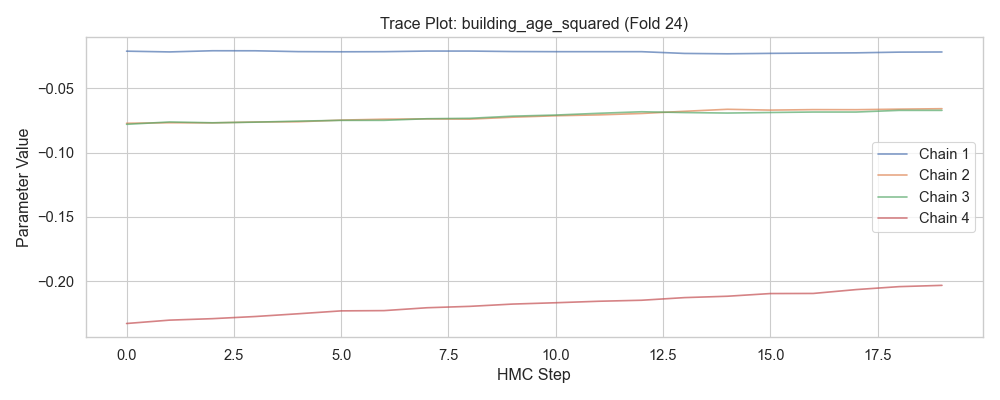 Trace Plot: building_age_squared (Fold 24)
Parameter Value
−0.05
−0.10
−0.15
−0.20
Chain 1
Chain 2
Chain 3
Chain 4
0.0 2.5 5.0 7.5 10.0 12.5 15.0 17.5
HMC Step